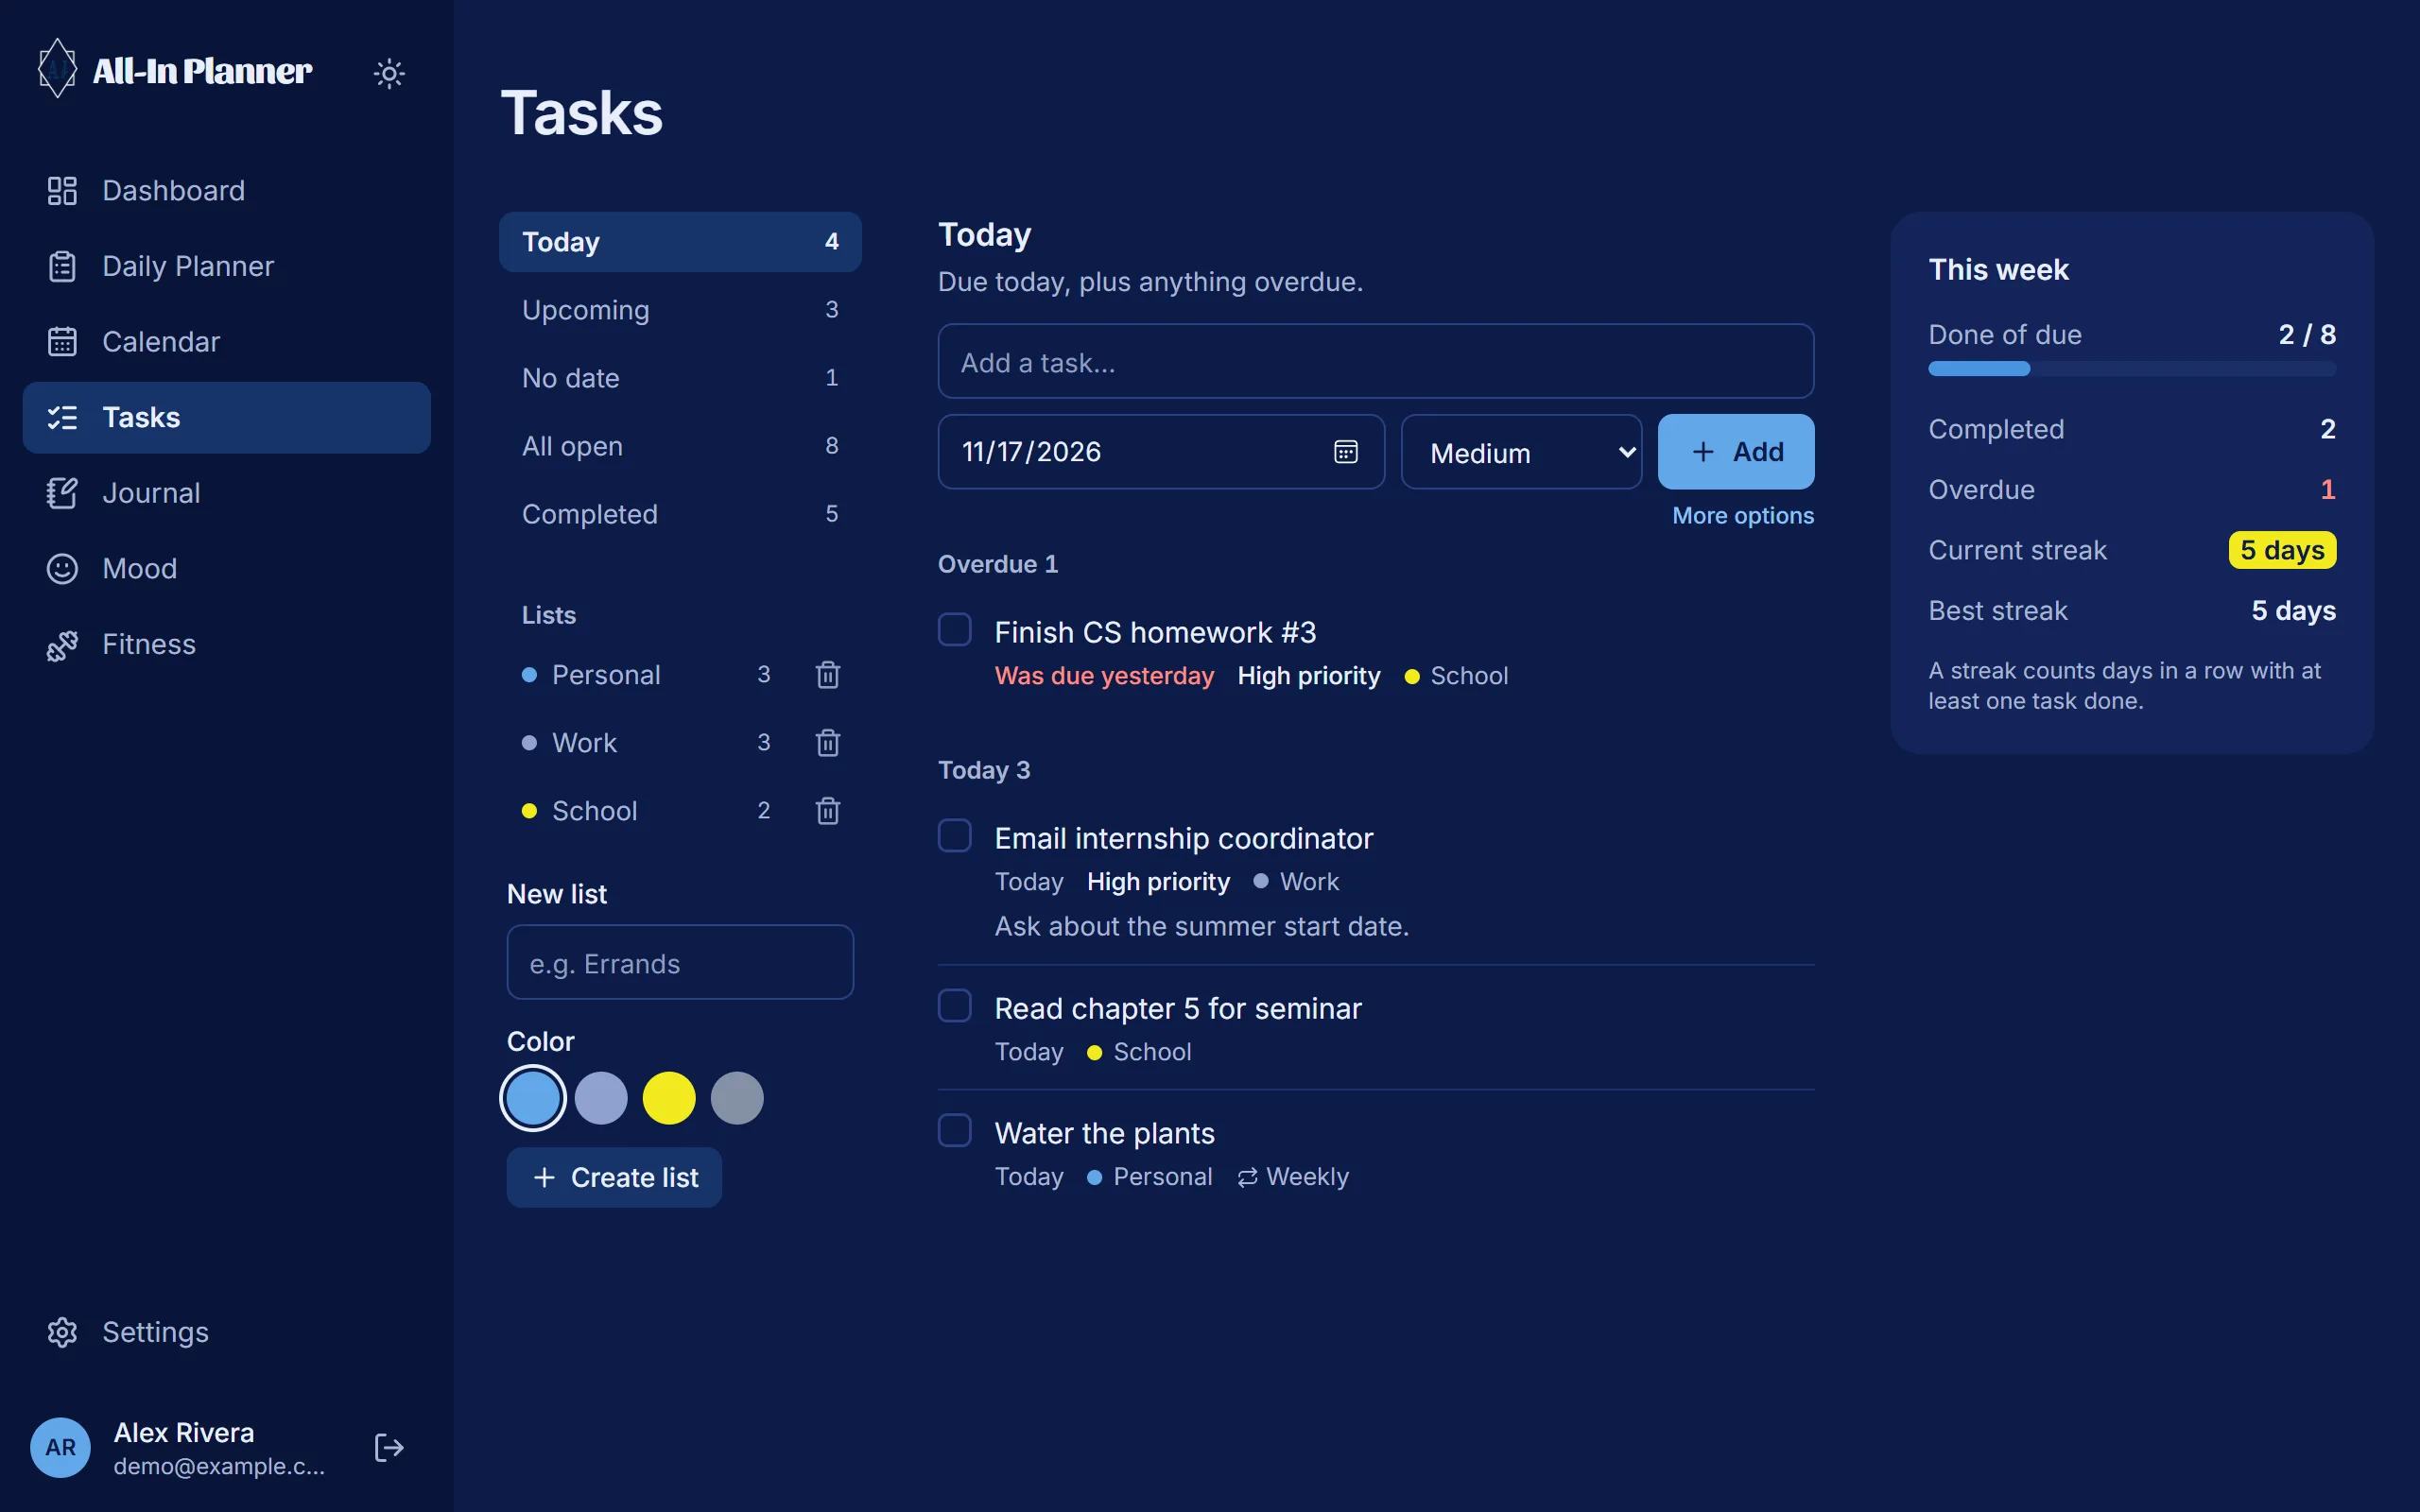 All-In Planner
Dashboard
Daily Planner
Calendar
Tasks
Journal
Mood
Fitness
Settings
AR
Alex Rivera
demo@example.c...
Tasks
Today 4
Upcoming 3
No date 1
All open 8
Completed 5
Lists
Personal 3
Work 3
School 2
New list
e.g. Errands
Color
Create list
Today
Due today, plus anything overdue.
Add a task...
11/17/2026
Medium
Add
More options
Overdue 1
Finish CS homework #3
Was due yesterday High priority School
Today 3
Email internship coordinator
Today High priority Work
Ask about the summer start date.
Read chapter 5 for seminar
Today School
Water the plants
Today Personal Weekly
This week
Done of due 2 / 8
Completed 2
Overdue 1
Current streak 5 days
Best streak 5 days
A streak counts days in a row with at
least one task done.